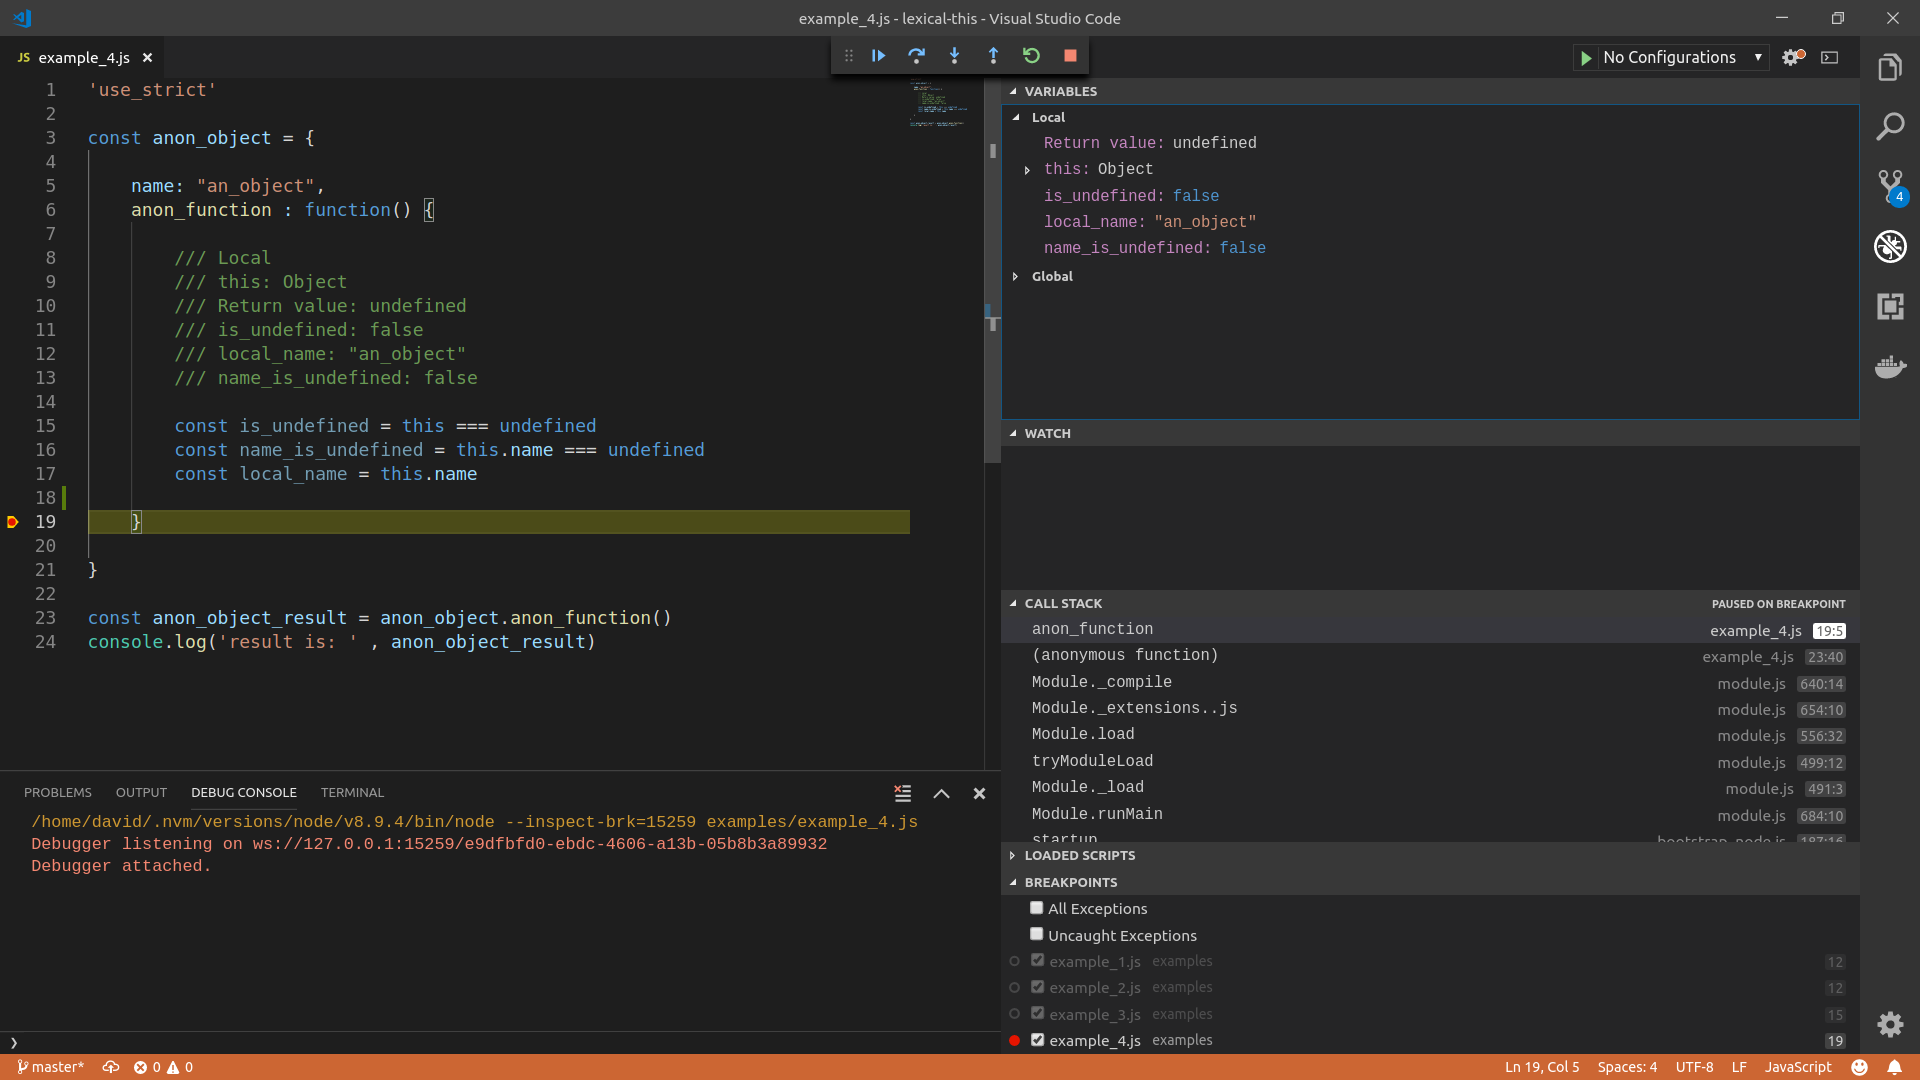 example_4.js - lexical-this - Visual Studio Code
JS example_4.js
No Configurations
1 'use_strict'
2
3 const anon_object = {
4
5 name: "an_object",
6 anon_function : function() {
7
8 /// Local
9 /// this: Object
10 /// Return value: undefined
11 /// is_undefined: false
12 /// local_name: "an_object"
13 /// name_is_undefined: false
14
15 const is_undefined = this === undefined
16 const name_is_undefined = this.name === undefined
17 const local_name = this.name
18
19 }
20
21 }
22
23 const anon_object_result = anon_object.anon_function()
24 console.log('result is: ' , anon_object_result)
PROBLEMS OUTPUT DEBUG CONSOLE TERMINAL
/home/david/.nvm/versions/node/v8.9.4/bin/node --inspect-brk=15259 examples/example_4.js
Debugger listening on ws://127.0.0.1:15259/e9dfbfd0-ebdc-4606-a13b-05b8b3a89932
Debugger attached.
VARIABLES
Local
Return value: undefined
this: Object
is_undefined: false
local_name: "an_object"
name_is_undefined: false
Global
WATCH
CALL STACK PAUSED ON BREAKPOINT
anon_function example_4.js 19:5
(anonymous function) example_4.js 23:40
Module._compile module.js 640:14
Module._extensions..js module.js 654:10
Module.load module.js 556:32
tryModuleLoad module.js 499:12
Module._load module.js 491:3
Module.runMain module.js 684:10
startup bootstrap_node.js 187:16
LOADED SCRIPTS
BREAKPOINTS
All Exceptions
Uncaught Exceptions
example_1.js examples 12
example_2.js examples 12
example_3.js examples 15
example_4.js examples 19
4
master* 0 0
Ln 19, Col 5 Spaces: 4 UTF-8 LF JavaScript